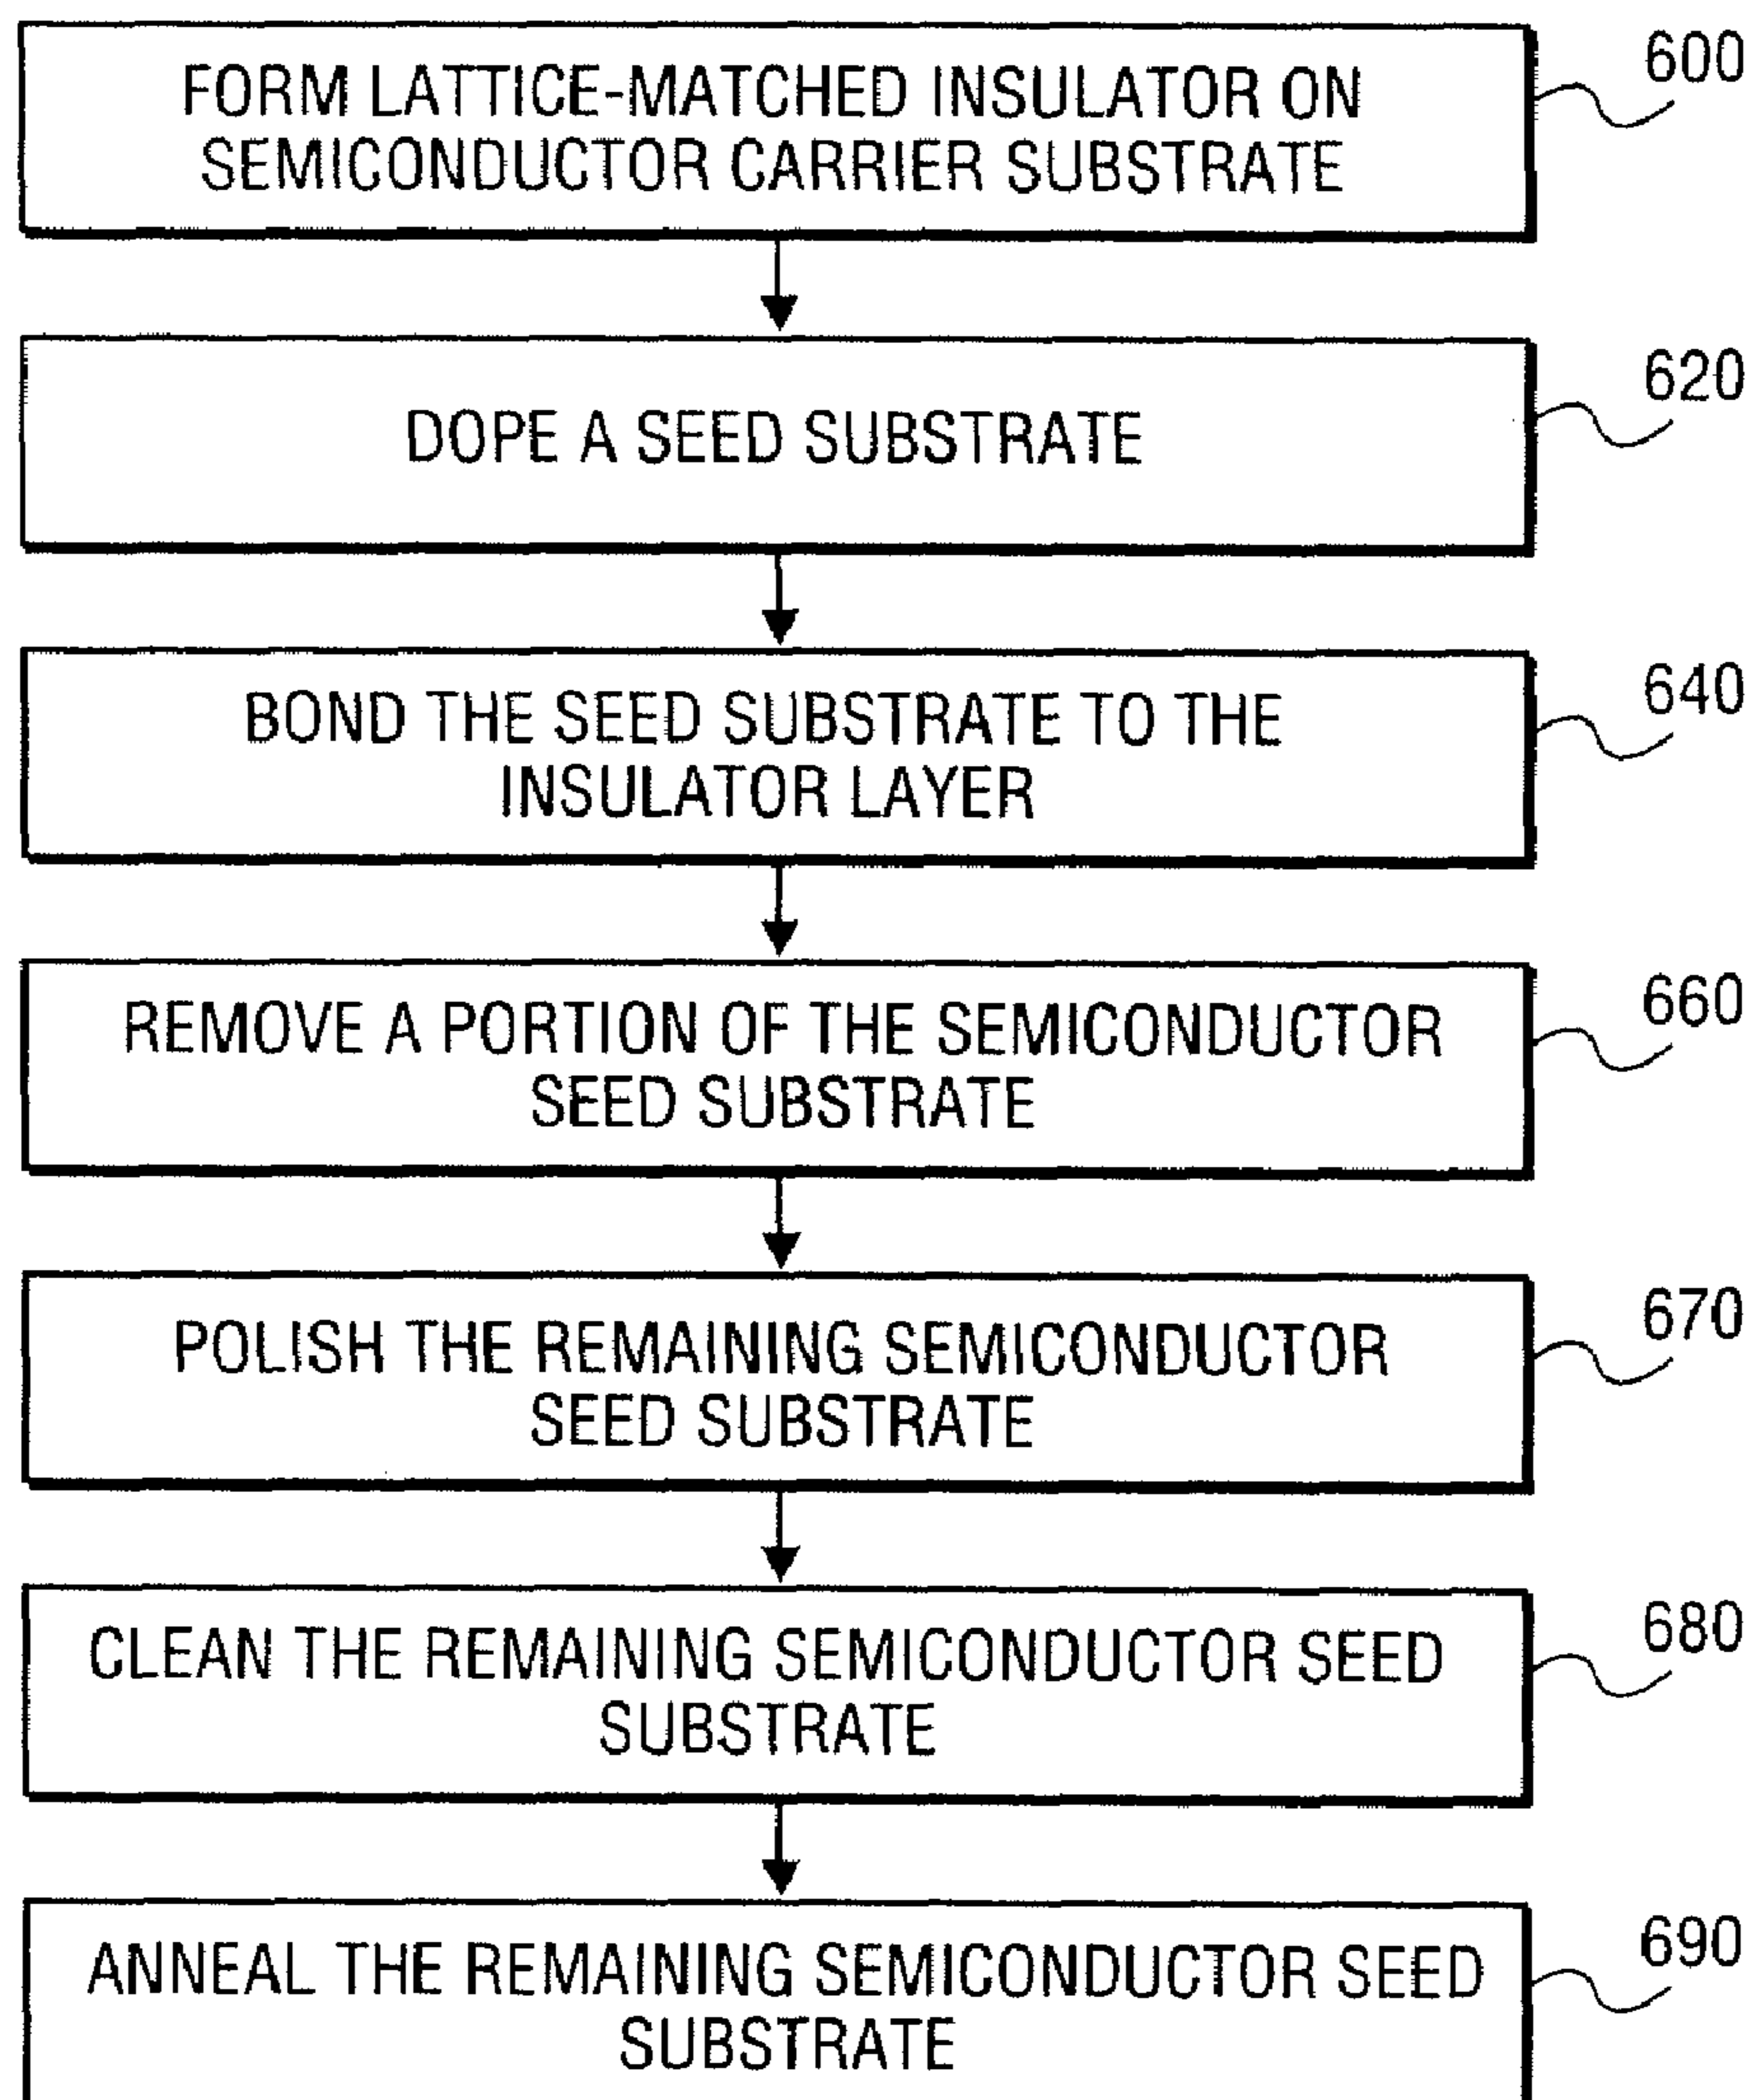 FORM LATTICE-MATCHED INSULATOR ON
SEMICONDUCTOR CARRIER SUBSTRATE
600
DOPE A SEED SUBSTRATE
620
BOND THE SEED SUBSTRATE TO THE
INSULATOR LAYER
640
REMOVE A PORTION OF THE SEMICONDUCTOR
SEED SUBSTRATE
660
POLISH THE REMAINING SEMICONDUCTOR
SEED SUBSTRATE
670
CLEAN THE REMAINING SEMICONDUCTOR SEED
SUBSTRATE
680
ANNEAL THE REMAINING SEMICONDUCTOR SEED
SUBSTRATE
690